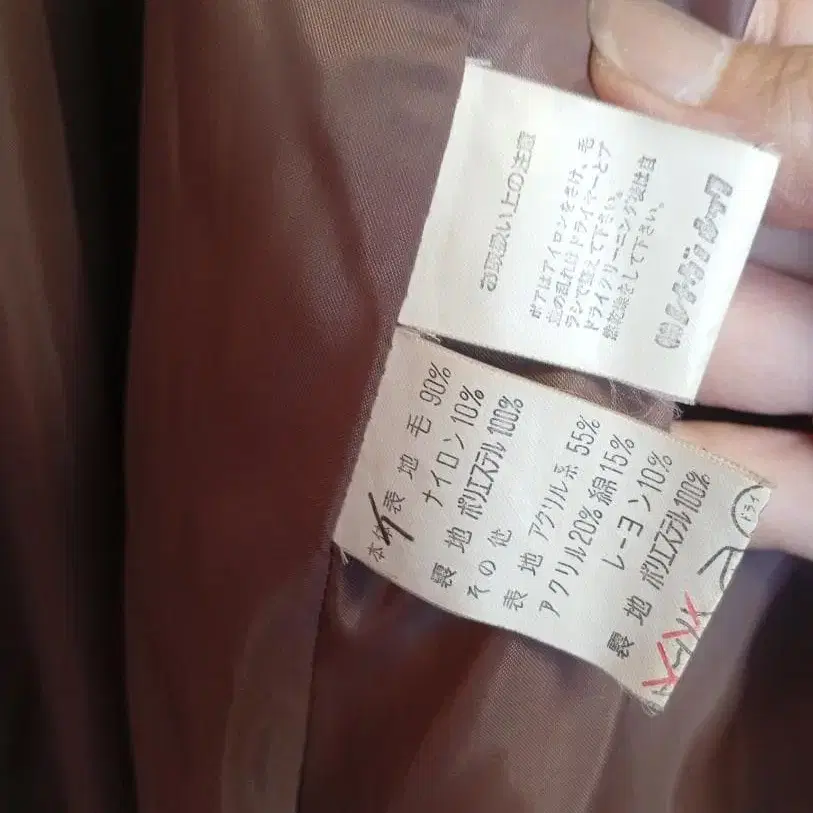 お取扱い上の注意
ボアはアイロンをさけ、毛
並の乱れはドライヤーとブ
ラシで整えて下さい。
ドライクリーニング後は自
然乾燥をして下さい。
(株)
本体
表地 毛 90%
ナイロン 10%
裏地 ポリエステル 100%
その他
表地 アクリル系 55%
アクリル 20% 綿 15%
レーヨン 10%
裏地 ポリエステル 100%
ドライ